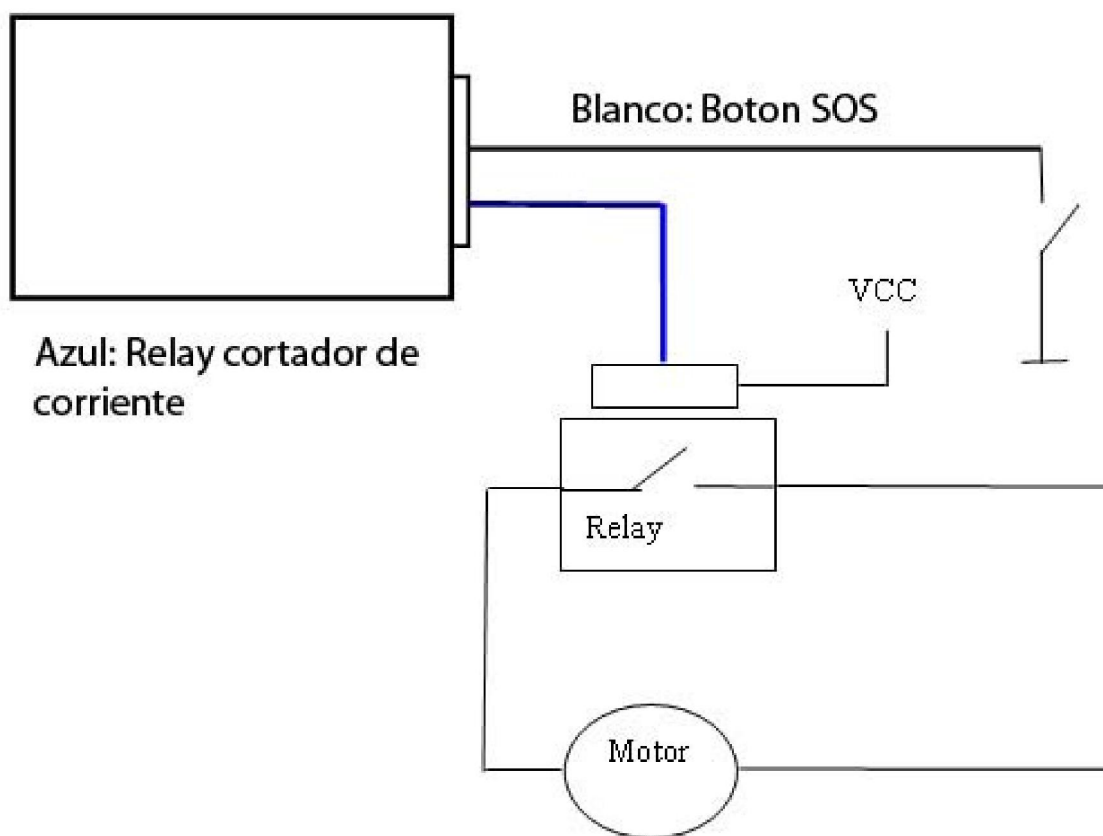 Blanco: Boton SOS
VCC
Azul: Relay cortador de
corriente
Relay
Motor